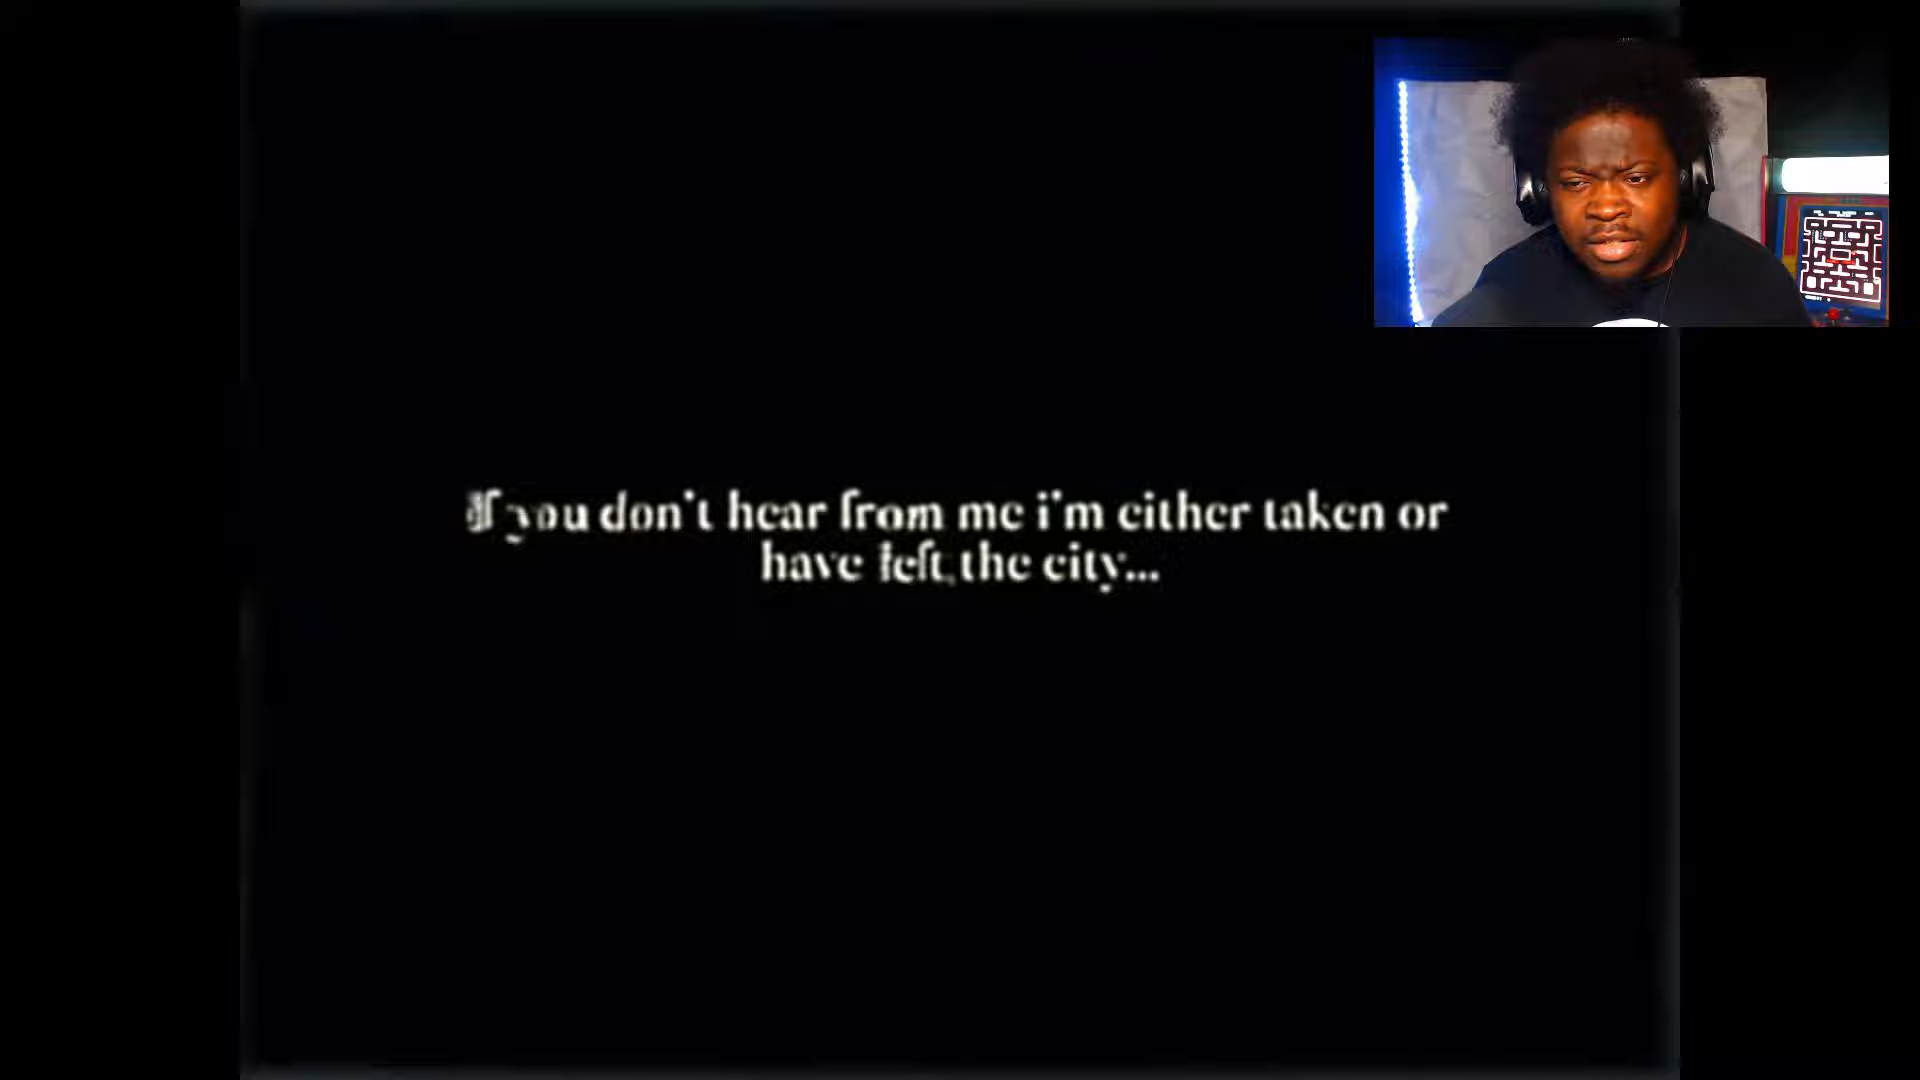 If you don't hear from me i'm either taken or
have left the city...